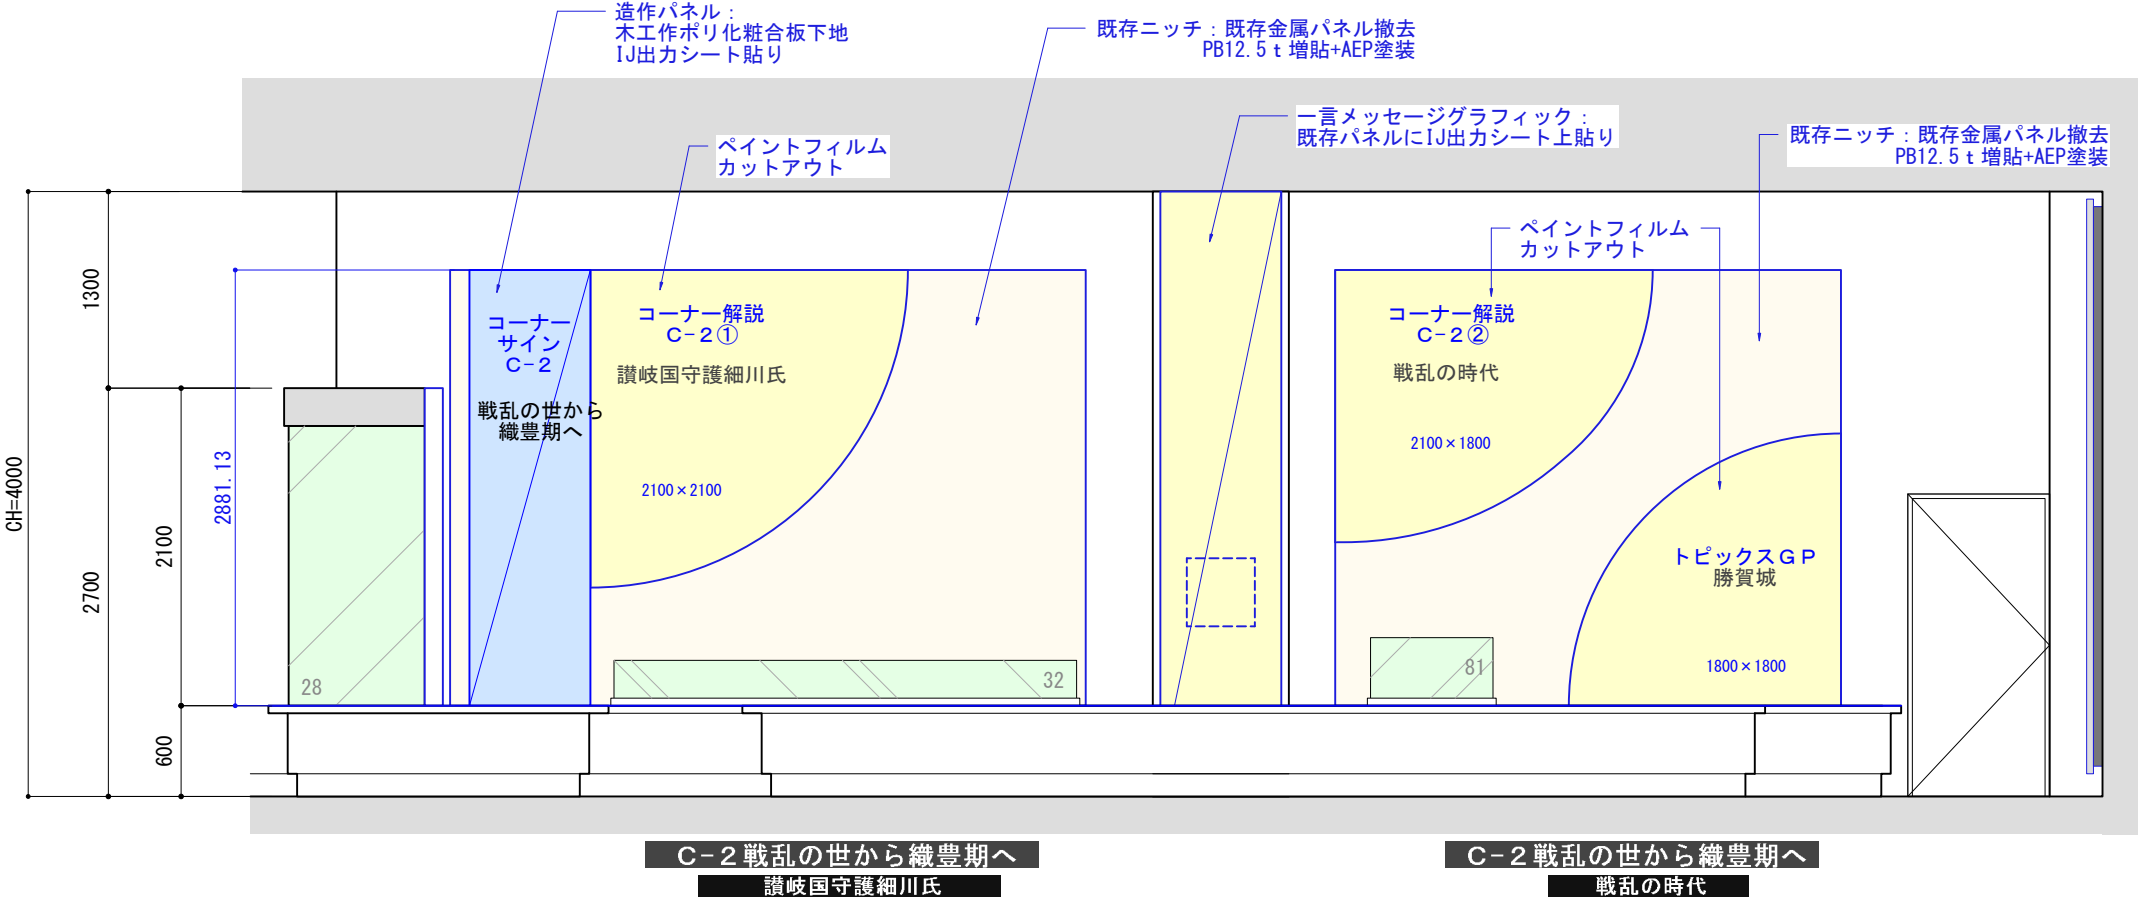 造作パネル：
木工作ポリ化粧合板下地
IJ出力シート貼り
既存ニッチ：既存金属パネル撤去
PB12.5ｔ増貼+AEP塗装
ペイントフィルム
カットアウト
一言メッセージグラフィック：
既存パネルにIJ出力シート上貼り
既存ニッチ：既存金属パネル撤去
PB12.5ｔ増貼+AEP塗装
ペイントフィルム
カットアウト
CH=4000
1300
2700
2100
600
2881.13
コーナー
サイン
C-2
戦乱の世から
織豊期へ
コーナー解説
C-2①
讃岐国守護細川氏
2100×2100
コーナー解説
C-2②
戦乱の時代
2100×1800
トピックスＧＰ
勝賀城
1800×1800
28
32
81
C-2戦乱の世から織豊期へ
讃岐国守護細川氏
C-2戦乱の世から織豊期へ
戦乱の時代